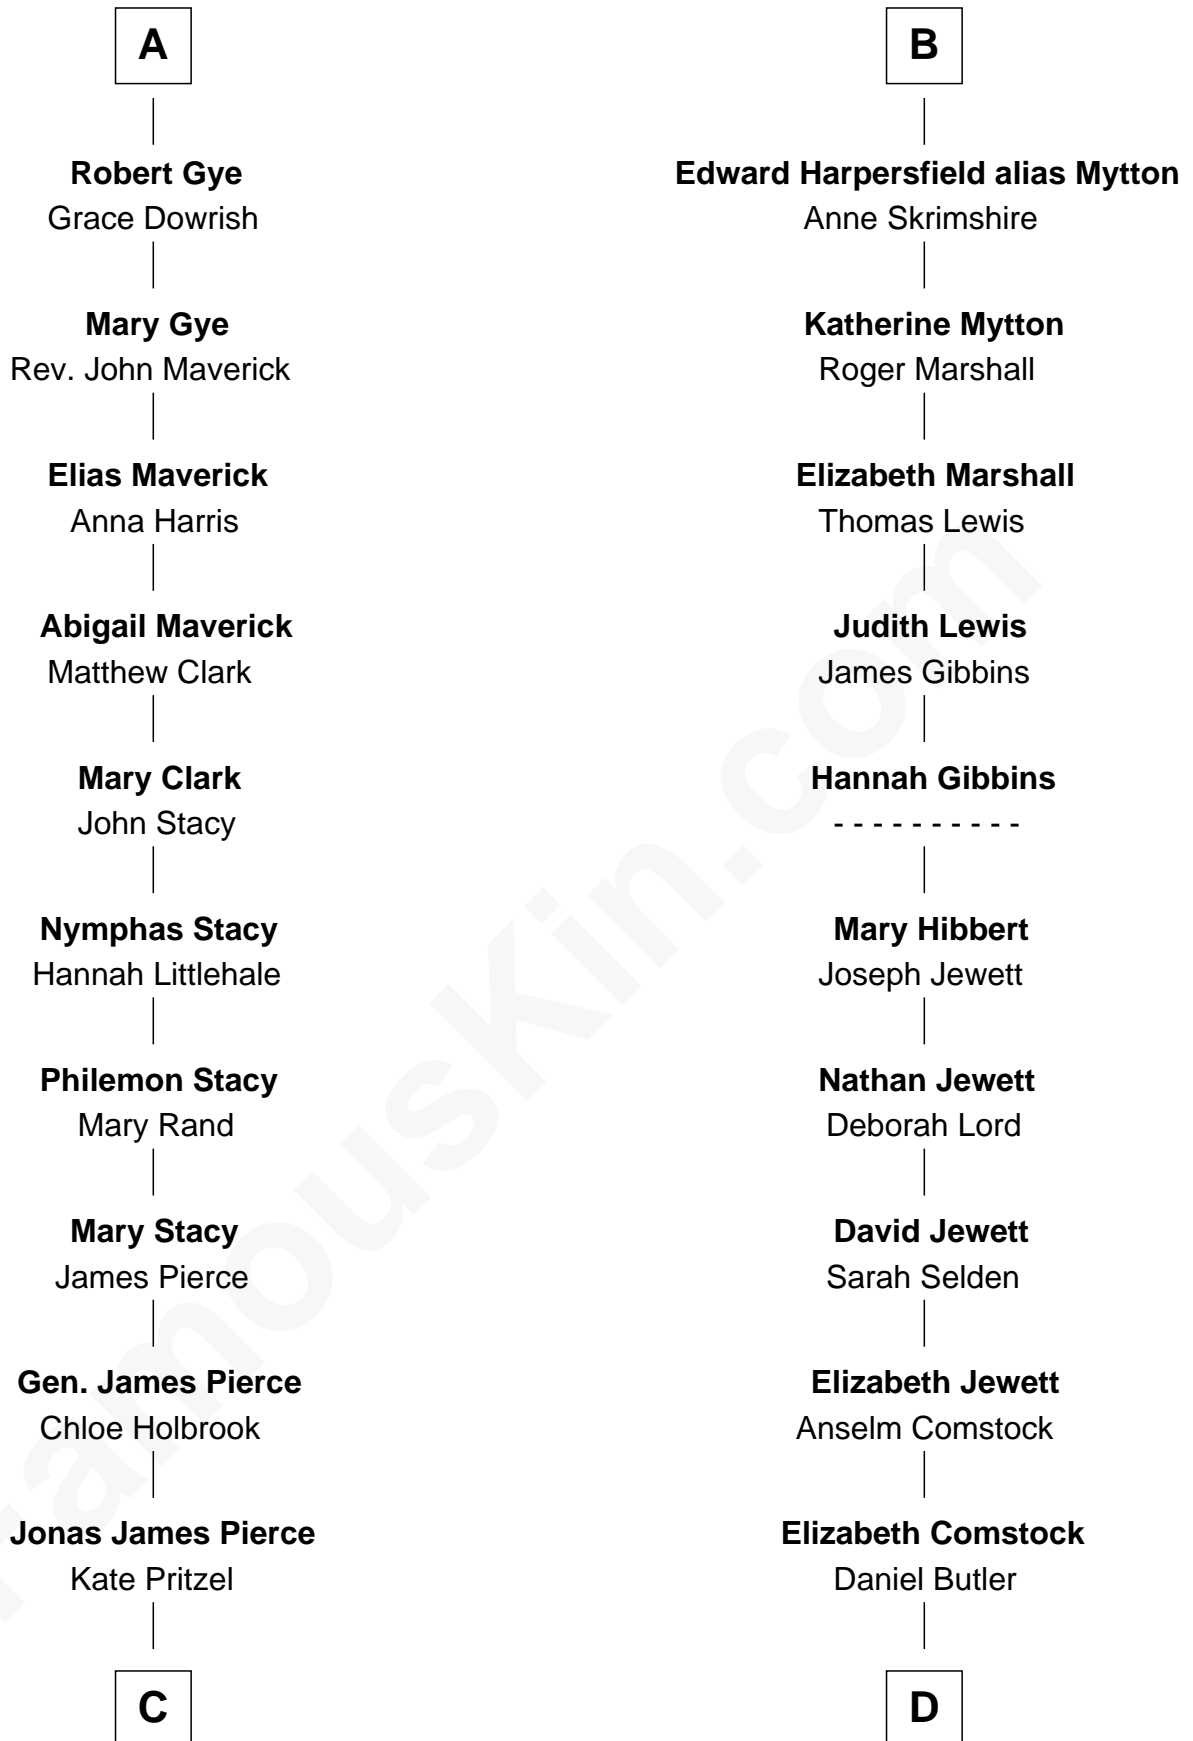 A
Robert Gye
Grace Dowrish
Mary Gye
Rev. John Maverick
Elias Maverick
Anna Harris
Abigail Maverick
Matthew Clark
Mary Clark
John Stacy
Nymphas Stacy
Hannah Littlehale
Philemon Stacy
Mary Rand
Mary Stacy
James Pierce
Gen. James Pierce
Chloe Holbrook
Jonas James Pierce
Kate Pritzel
C
B
Edward Harpersfield alias Mytton
Anne Skrimshire
Katherine Mytton
Roger Marshall
Elizabeth Marshall
Thomas Lewis
Judith Lewis
James Gibbins
Hannah Gibbins
- - - - - - - - - -
Mary Hibbert
Joseph Jewett
Nathan Jewett
Deborah Lord
David Jewett
Sarah Selden
Elizabeth Jewett
Anselm Comstock
Elizabeth Comstock
Daniel Butler
D
FamousKin.com